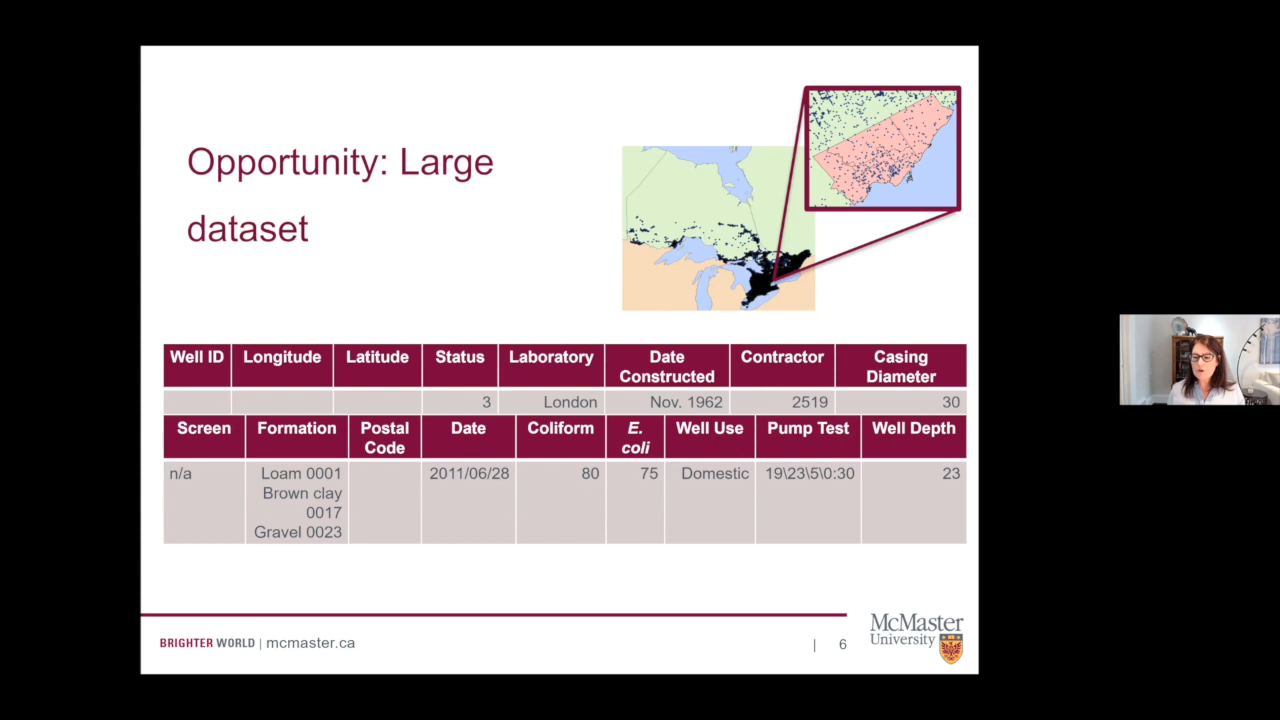 Opportunity: Large
dataset
Well ID Longitude Latitude Status Laboratory Date Constructed Contractor Casing Diameter
3 London Nov. 1962 2519 30
Screen Formation Postal Code Date Coliform E. coli Well Use Pump Test Well Depth
n/a Loam 0001 2011/06/28 80 75 Domestic 19\23\5\0:30 23
Brown clay
0017
Gravel 0023
BRIGHTER WORLD | mcmaster.ca
| 6
McMaster
University